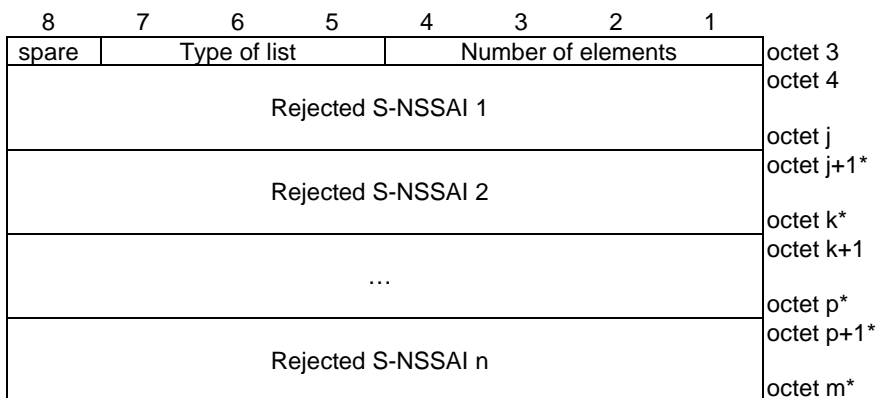 8 7 6 5 4 3 2 1
spare Type of list Number of elements octet 3
octet 4
Rejected S-NSSAI 1
octet j
octet j+1*
Rejected S-NSSAI 2
octet k*
octet k+1
…
octet p*
octet p+1*
Rejected S-NSSAI n
octet m*